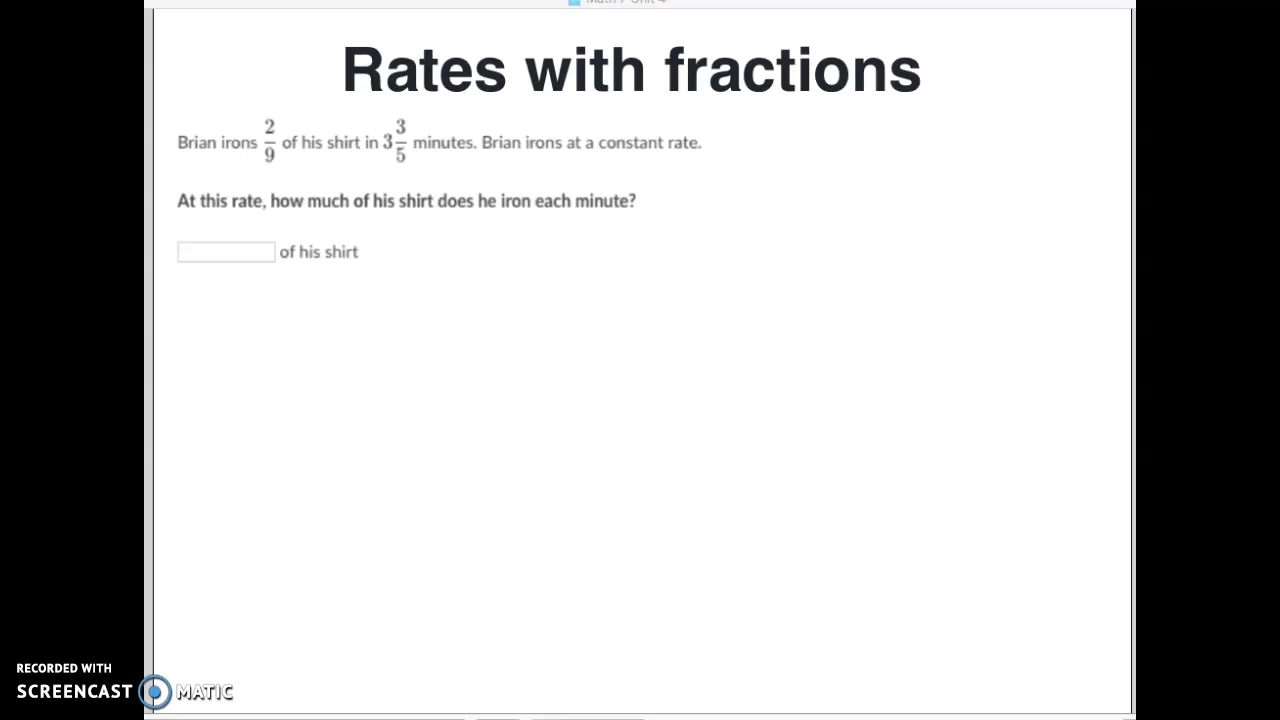 Rates with fractions
Brian irons 2/9 of his shirt in 3 3/5 minutes. Brian irons at a constant rate.
At this rate, how much of his shirt does he iron each minute?
of his shirt
RECORDED WITH
SCREENCAST MATIC